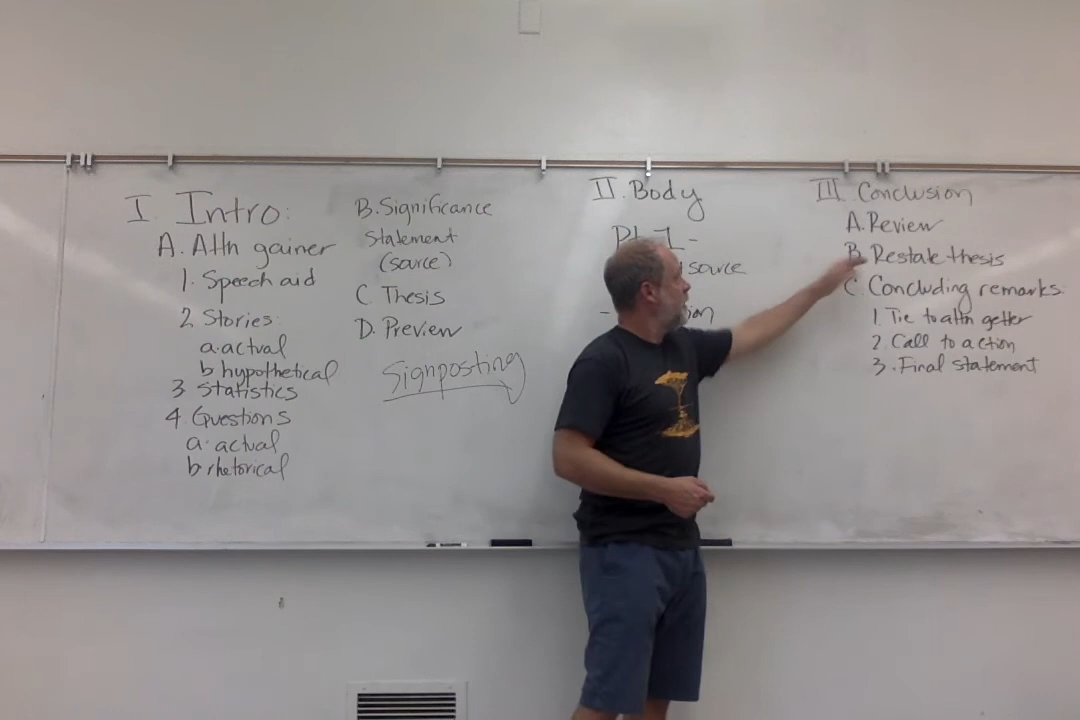 I. Intro:
A. Attn gainer
1. Speech aid
2. Stories:
a. actual
b. hypothetical
3. Statistics
4. Questions
a. actual
b. rhetorical
B. Significance
Statement
(source)
C. Thesis
D. Preview
Signposting
II. Body
source
III. Conclusion
A. Review
B. Restate thesis
C. Concluding remarks
1. Tie to attn getter
2. Call to action
3. Final statement